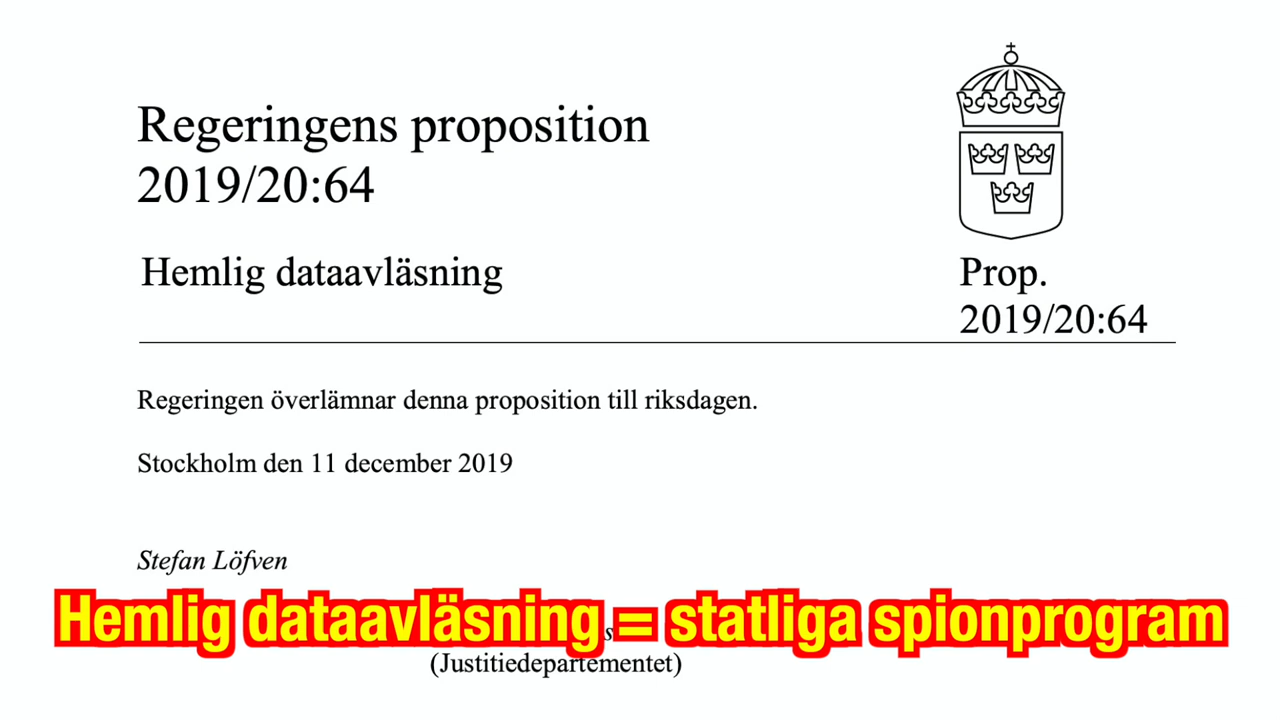 Regeringens proposition
2019/20:64
Hemlig dataavläsning
Prop.
2019/20:64
Regeringen överlämnar denna proposition till riksdagen.
Stockholm den 11 december 2019
Stefan Löfven
Hemlig dataavläsning = statliga spionprogram
(Justitiedepartementet)